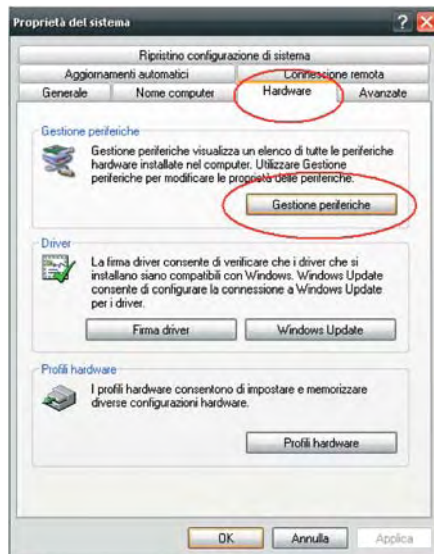 Proprietà del sistema
Ripristino configurazione di sistema
Aggiornamenti automatici
Connessione remota
Generale
Nome computer
Hardware
Avanzate
Gestione periferiche
Gestione periferiche visualizza un elenco di tutte le periferiche
hardware installate nel computer. Utilizzare Gestione
periferiche per modificare le proprietà delle periferiche.
Gestione periferiche
Driver
La firma driver consente di verificare che i driver che si
installano siano compatibili con Windows. Windows Update
consente di configurare la connessione a Windows Update
per i driver.
Firma driver
Windows Update
Profili hardware
I profili hardware consentono di impostare e memorizzare
diverse configurazioni hardware.
Profili hardware
OK
Annulla
Applica